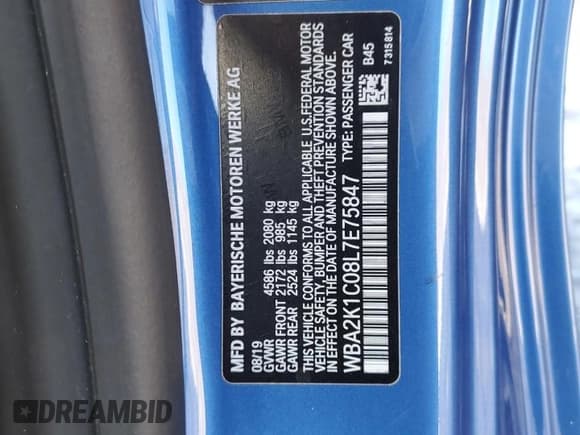 MFD BY BAYERISCHE MOTOREN WERKE AG
08/19
GVWR 4586 lbs 2080 kg
GAWR FRONT 2172 lbs 985 kg
GAWR REAR 2524 lbs 1145 kg
THIS VEHICLE CONFORMS TO ALL APPLICABLE U.S. FEDERAL MOTOR
VEHICLE SAFETY, BUMPER AND THEFT PREVENTION STANDARDS
IN EFFECT ON THE DATE OF MANUFACTURE SHOWN ABOVE.
WBA2K1C08L7E75847 TYPE: PASSENGER CAR
B45
7315814
DREAMBID